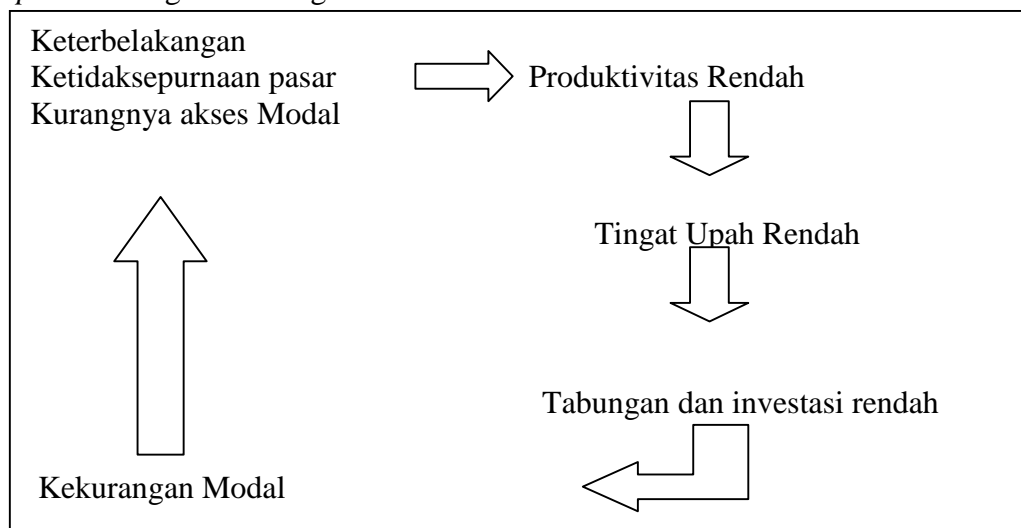 Keterbelakangan
Ketidaksepurnaan pasar
Kurangnya akses Modal
Produktivitas Rendah
Tingat Upah Rendah
Tabungan dan investasi rendah
Kekurangan Modal